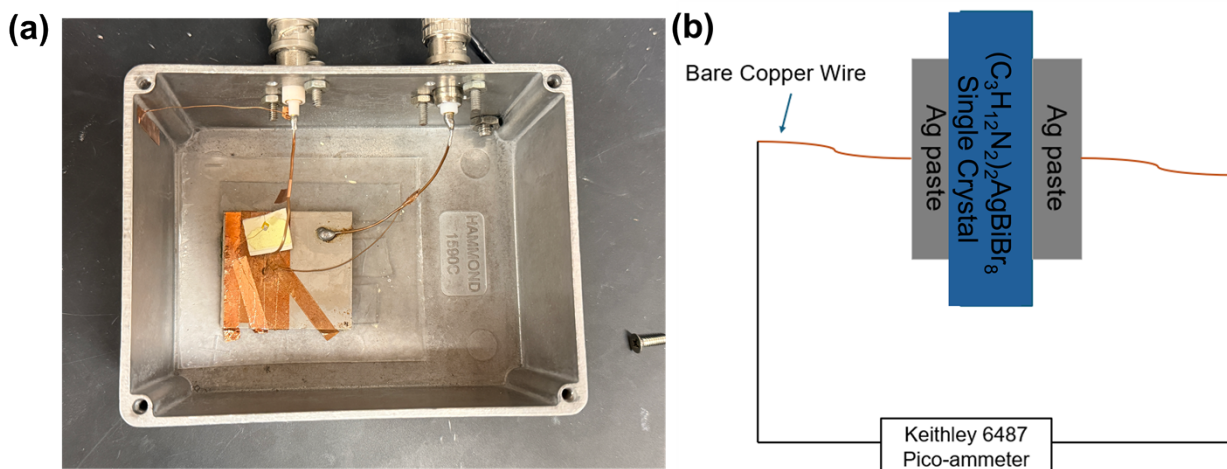 (a)
HAMMOND
1590C
(b)
Bare Copper Wire
Ag paste
(C₃H₁₂N₂)₂AgBiBr₈
Single Crystal
Ag paste
Keithley 6487
Pico-ammeter